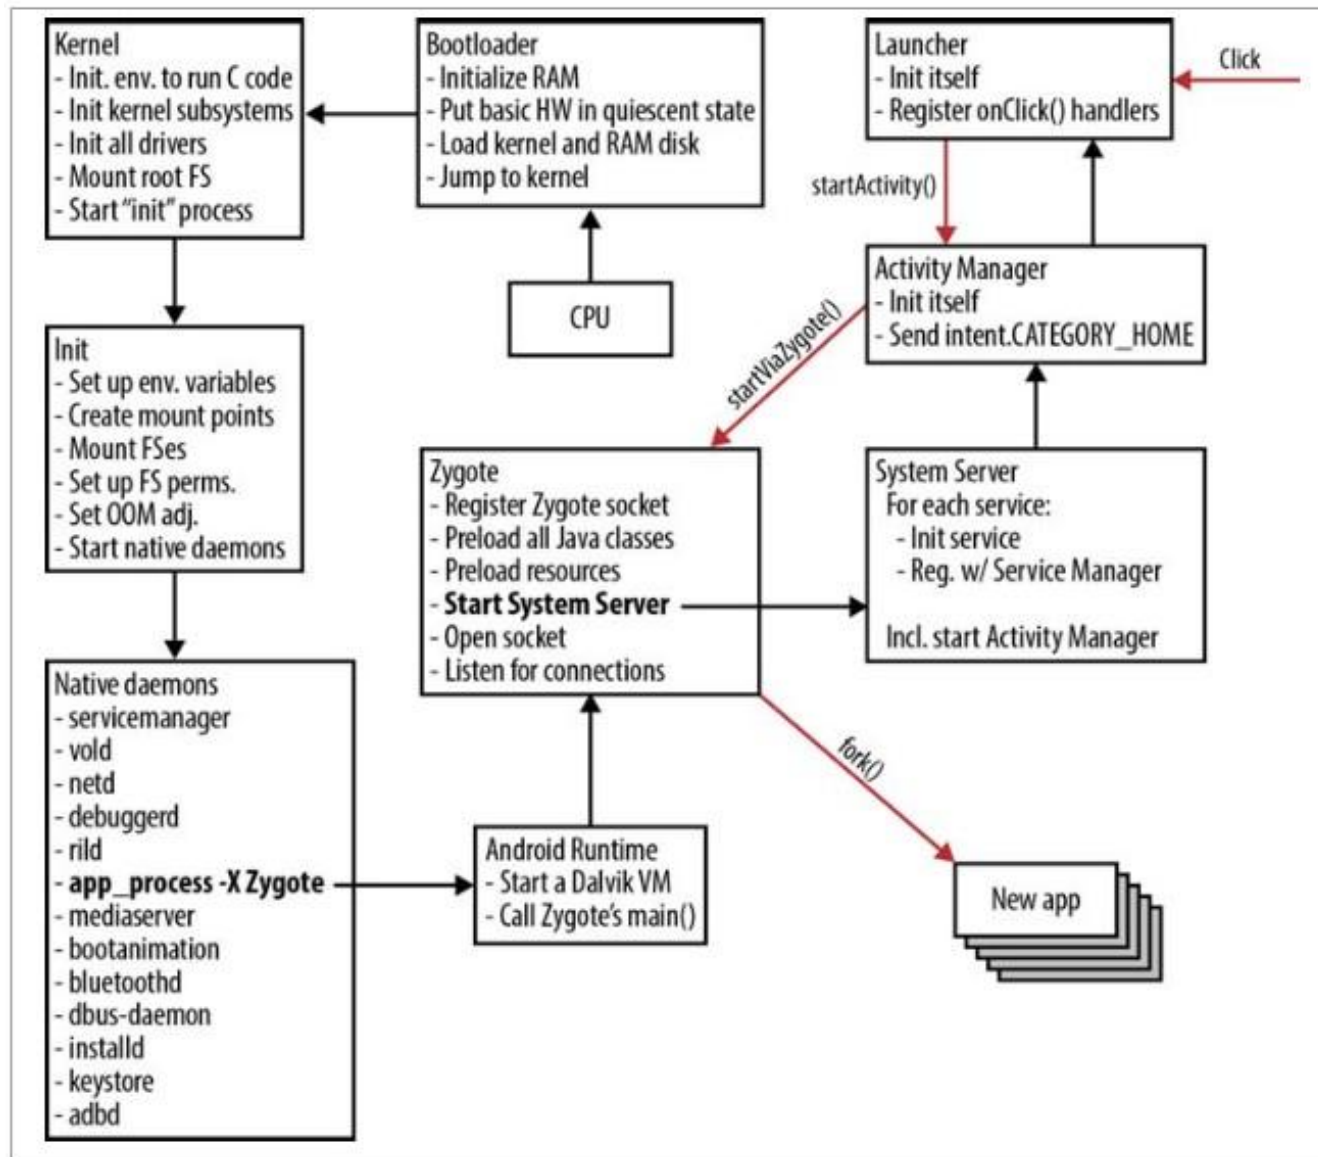 Kernel
- Init. env. to run C code
- Init kernel subsystems
- Init all drivers
- Mount root FS
- Start “init” process
Bootloader
- Initialize RAM
- Put basic HW in quiescent state
- Load kernel and RAM disk
- Jump to kernel
Launcher
- Init itself
- Register onClick() handlers
Click
startActivity()
CPU
Activity Manager
- Init itself
- Send intent.CATEGORY_HOME
startViaZygote()
Init
- Set up env. variables
- Create mount points
- Mount FSes
- Set up FS perms.
- Set OOM adj.
- Start native daemons
Zygote
- Register Zygote socket
- Preload all Java classes
- Preload resources
- Start System Server
- Open socket
- Listen for connections
System Server
For each service:
- Init service
- Reg. w/ Service Manager
Incl. start Activity Manager
Native daemons
- servicemanager
- vold
- netd
- debuggerd
- rild
- app_process -X Zygote
- mediaserver
- bootanimation
- bluetoothd
- dbus-daemon
- installd
- keystore
- adbd
Android Runtime
- Start a Dalvik VM
- Call Zygote’s main()
fork()
New app